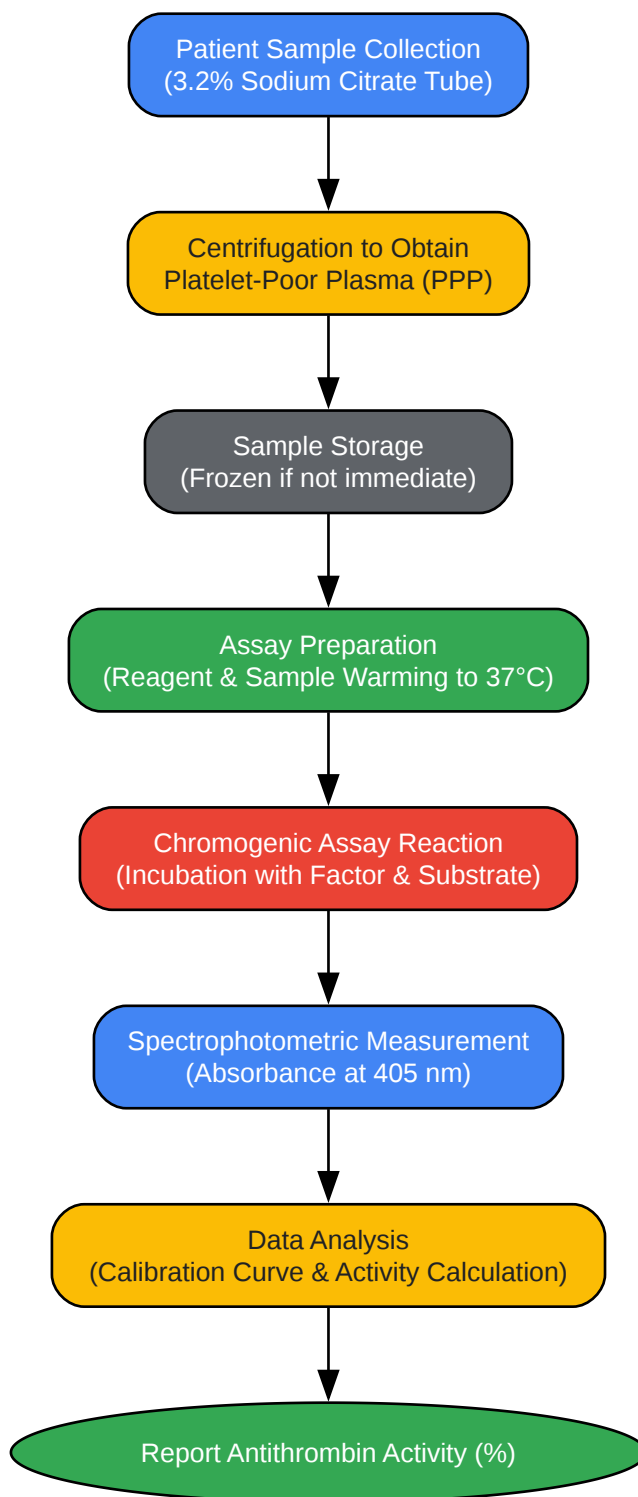 Patient Sample Collection
(3.2% Sodium Citrate Tube)
Centrifugation to Obtain
Platelet-Poor Plasma (PPP)
Sample Storage
(Frozen if not immediate)
Assay Preparation
(Reagent & Sample Warming to 37°C)
Chromogenic Assay Reaction
(Incubation with Factor & Substrate)
Spectrophotometric Measurement
(Absorbance at 405 nm)
Data Analysis
(Calibration Curve & Activity Calculation)
Report Antithrombin Activity (%)